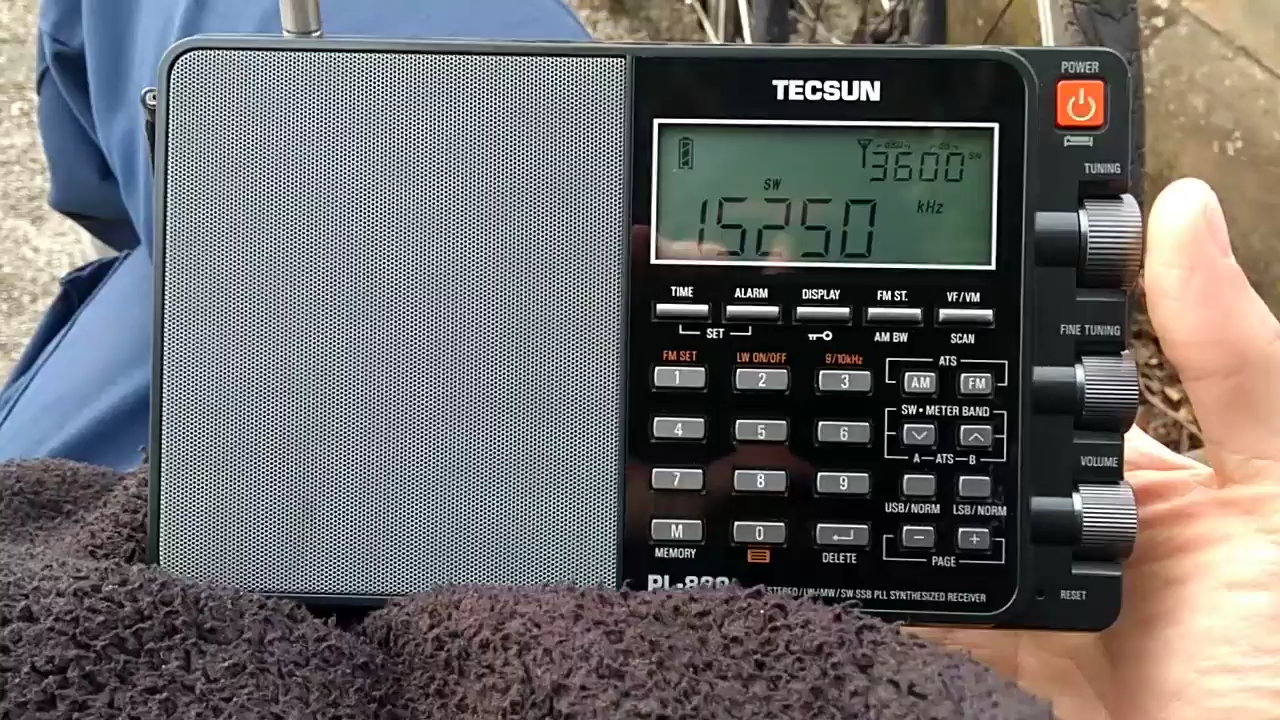 POWER
TECSUN
3600
SW
15250 kHz
TUNING
TIME ALARM DISPLAY FM ST. VF/VM
SET AM BW SCAN
FINE TUNING
FM SET LW ON/OFF 9/10kHz ATS
1 2 3 AM FM
SW•METER BAND
4 5 6
A—ATS—B
VOLUME
7 8 9
USB/NORM LSB/NORM
M 0 − +
MEMORY DELETE PAGE
STEREO/LW/MW/SW-SSB PLL SYNTHESIZED RECEIVER
RESET